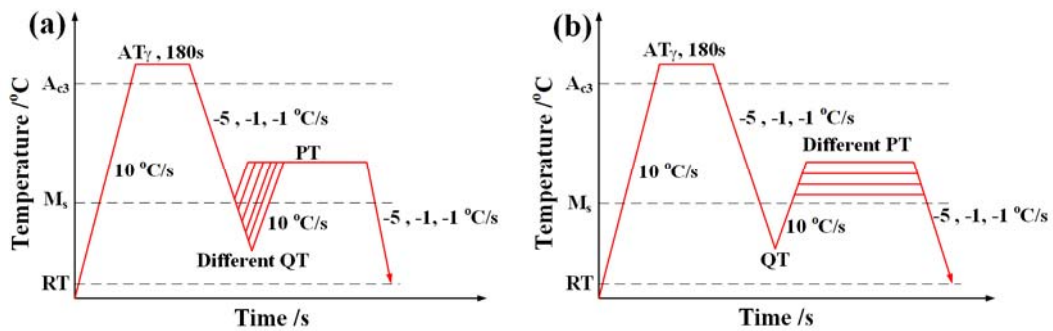 (a)
Temperature /°C
ATγ , 180s
Ac3
-5 , -1, -1 °C/s
PT
10 °C/s
Ms
10 °C/s
-5, -1, -1 °C/s
Different QT
RT
Time /s
(b)
Temperature /°C
ATγ , 180s
Ac3
-5, -1, -1 °C/s
Different PT
10 °C/s
Ms
10 °C/s
-5, -1, -1 °C/s
QT
RT
Time /s